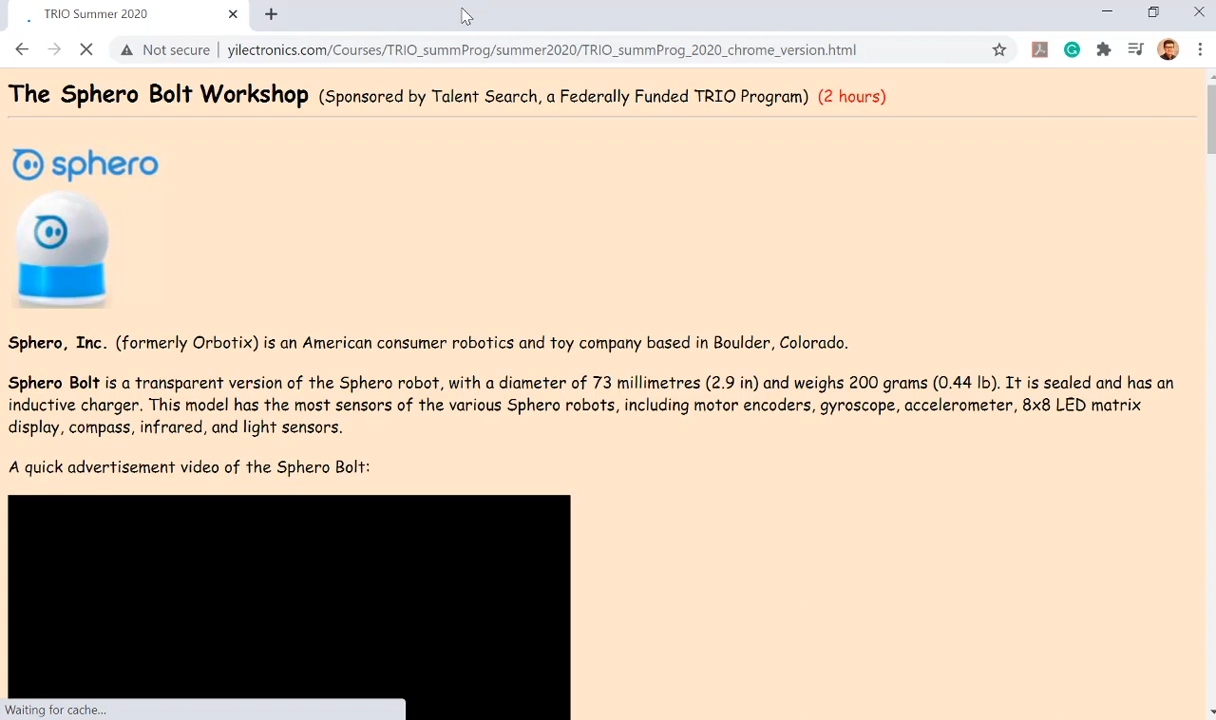 TRIO Summer 2020
Not secure yilectronics.com/Courses/TRIO_summProg/summer2020/TRIO_summProg_2020_chrome_version.html
The Sphero Bolt Workshop (Sponsored by Talent Search, a Federally Funded TRIO Program) (2 hours)
sphero
Sphero, Inc. (formerly Orbotix) is an American consumer robotics and toy company based in Boulder, Colorado.
Sphero Bolt is a transparent version of the Sphero robot, with a diameter of 73 millimetres (2.9 in) and weighs 200 grams (0.44 lb). It is sealed and has an
inductive charger. This model has the most sensors of the various Sphero robots, including motor encoders, gyroscope, accelerometer, 8x8 LED matrix
display, compass, infrared, and light sensors.
A quick advertisement video of the Sphero Bolt:
Waiting for cache...